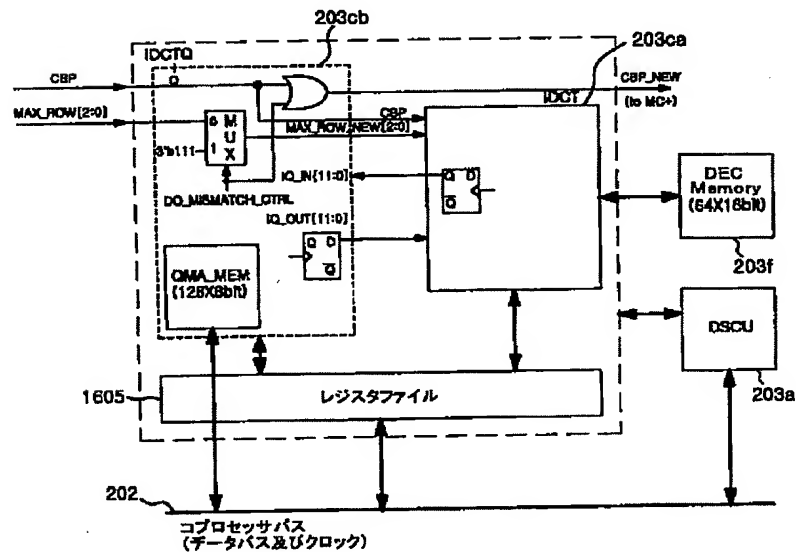 203cb
IDCTQ
203ca
CBP
CBP_NEW
(to MC+)
IDCT
MAX_ROW[2:0]
0 M
U
1 X
3'b111
CBP
MAX_ROW_NEW[2:0]
DQ_MISMATCH_CTRL
IQ_IN[11:0]
Q D
Q
IQ_OUT[11:0]
Q D
Q
QMA_MEM
(128X8bit)
DEC
Memory
(64X16bit)
203f
DSCU
203a
1605
レジスタファイル
202
コプロセッサバス
(データバス及びクロック)